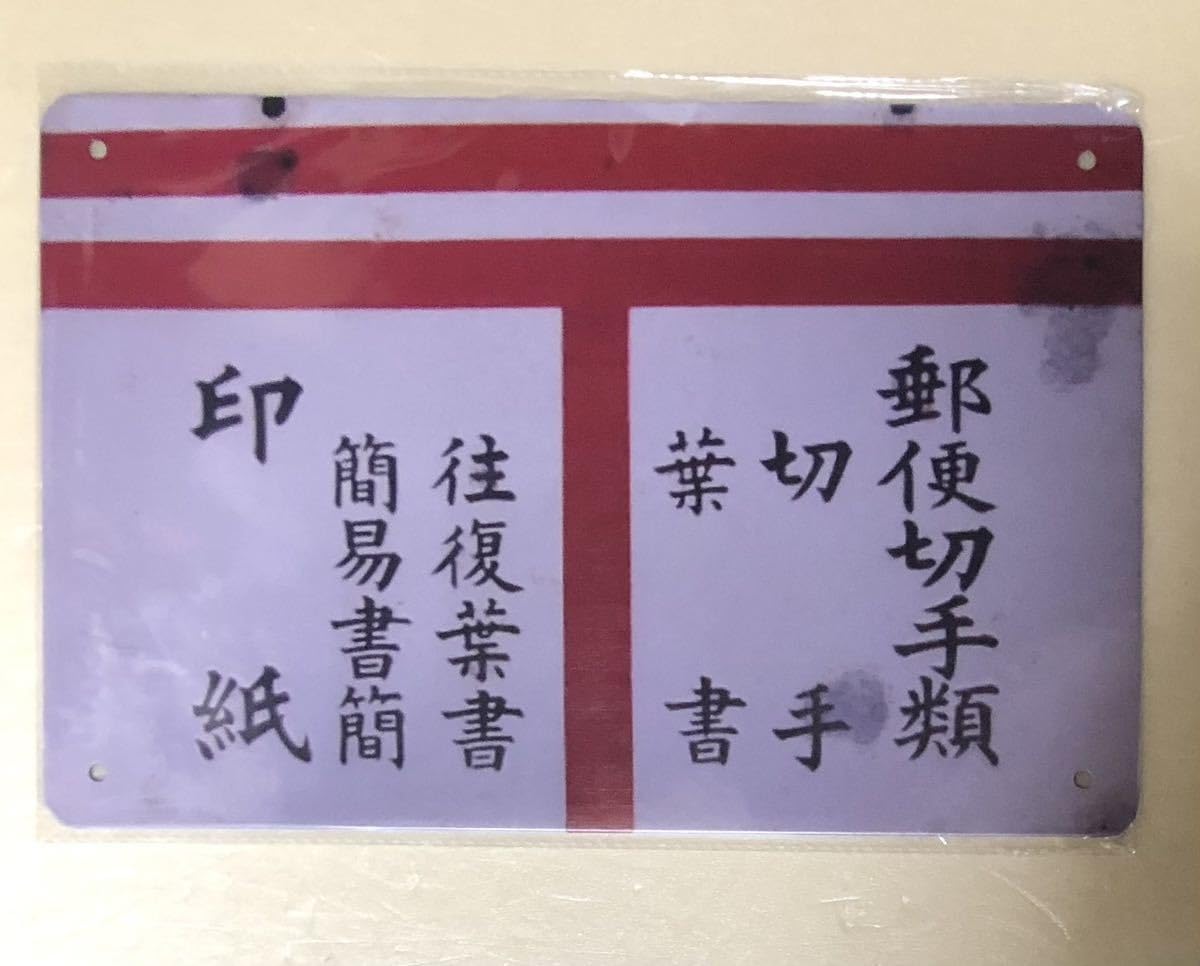 郵便切手類
切手
葉書
往復葉書
簡易書簡
印紙